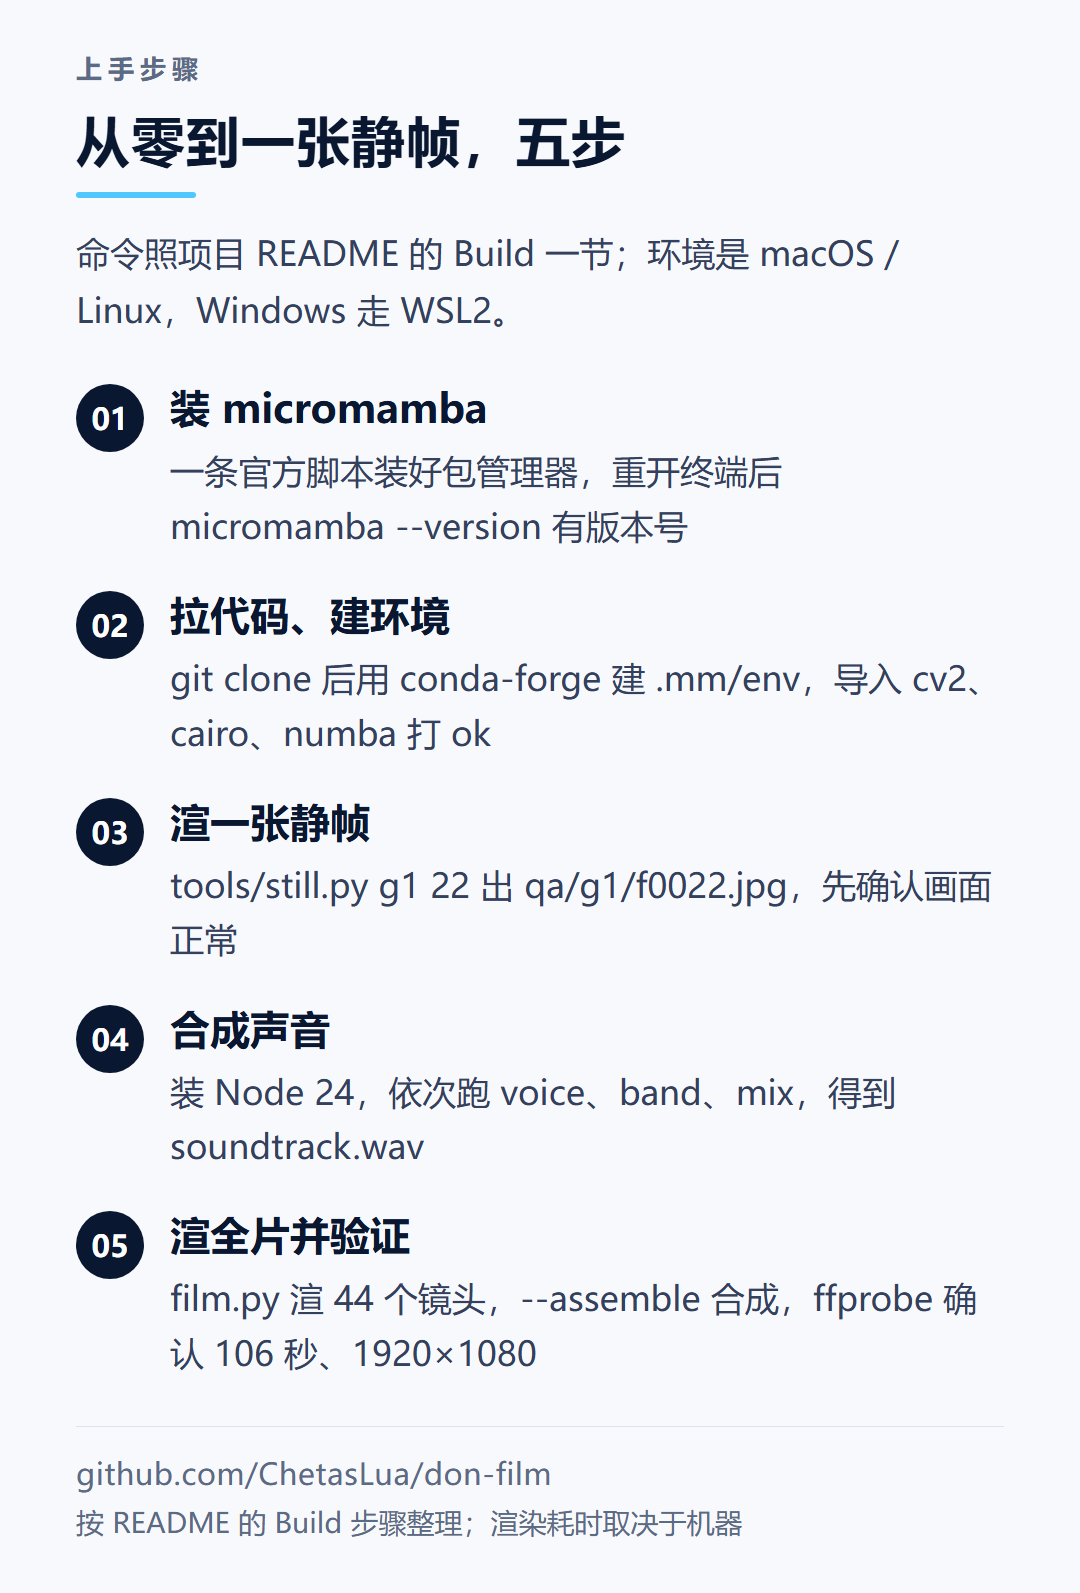 上手步骤
从零到一张静帧，五步
命令照项目 README 的 Build 一节；环境是 macOS /
Linux，Windows 走 WSL2。
01
装 micromamba
一条官方脚本装好包管理器，重开终端后
micromamba --version 有版本号
02
拉代码、建环境
git clone 后用 conda-forge 建 .mm/env，导入 cv2、
cairo、numba 打 ok
03
渲一张静帧
tools/still.py g1 22 出 qa/g1/f0022.jpg，先确认画面
正常
04
合成声音
装 Node 24，依次跑 voice、band、mix，得到
soundtrack.wav
05
渲全片并验证
film.py 渲 44 个镜头，--assemble 合成，ffprobe 确
认 106 秒、1920×1080
github.com/ChetasLua/don-film
按 README 的 Build 步骤整理；渲染耗时取决于机器